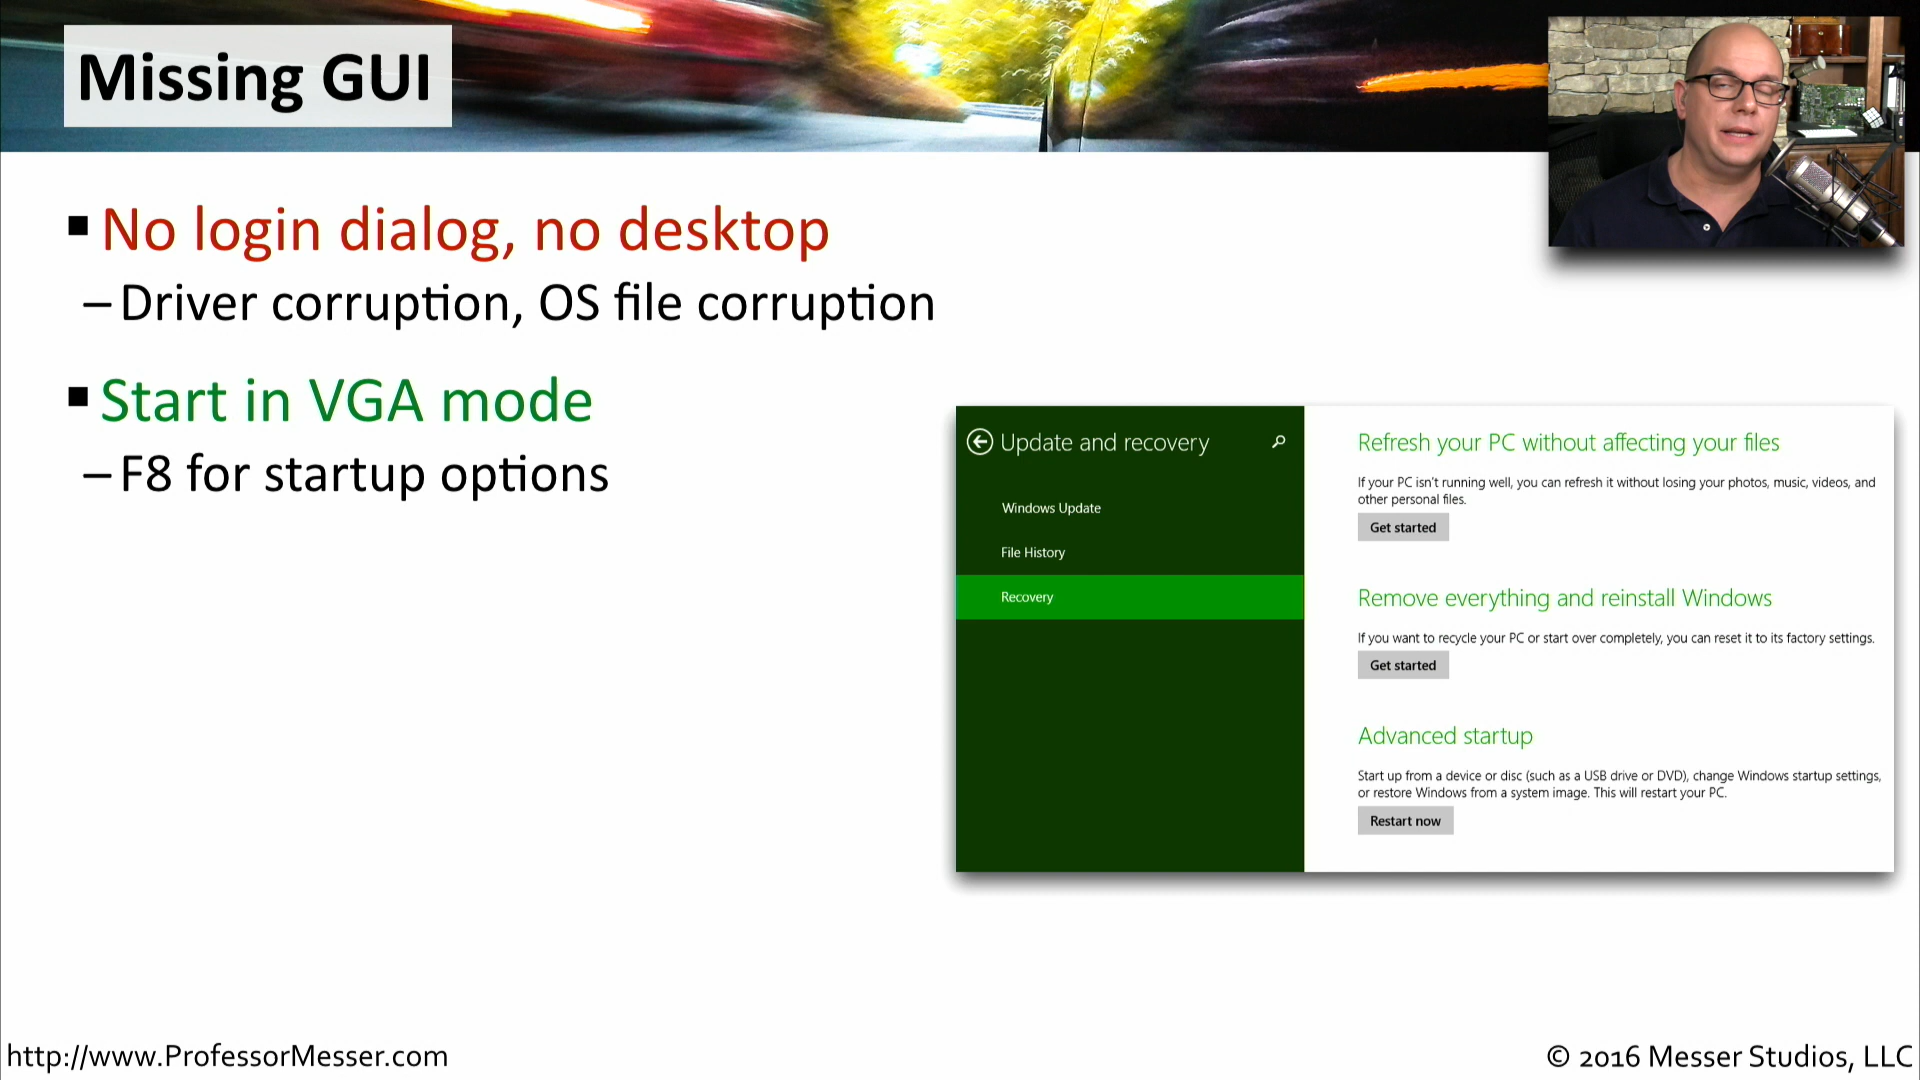 Missing GUI
▪ No login dialog, no desktop
– Driver corruption, OS file corruption
▪ Start in VGA mode
– F8 for startup options
Update and recovery
Windows Update
File History
Recovery
Refresh your PC without affecting your files
If your PC isn't running well, you can refresh it without losing your photos, music, videos, and
other personal files.
Get started
Remove everything and reinstall Windows
If you want to recycle your PC or start over completely, you can reset it to its factory settings.
Get started
Advanced startup
Start up from a device or disc (such as a USB drive or DVD), change Windows startup settings,
or restore Windows from a system image. This will restart your PC.
Restart now
http://www.ProfessorMesser.com
© 2016 Messer Studios, LLC